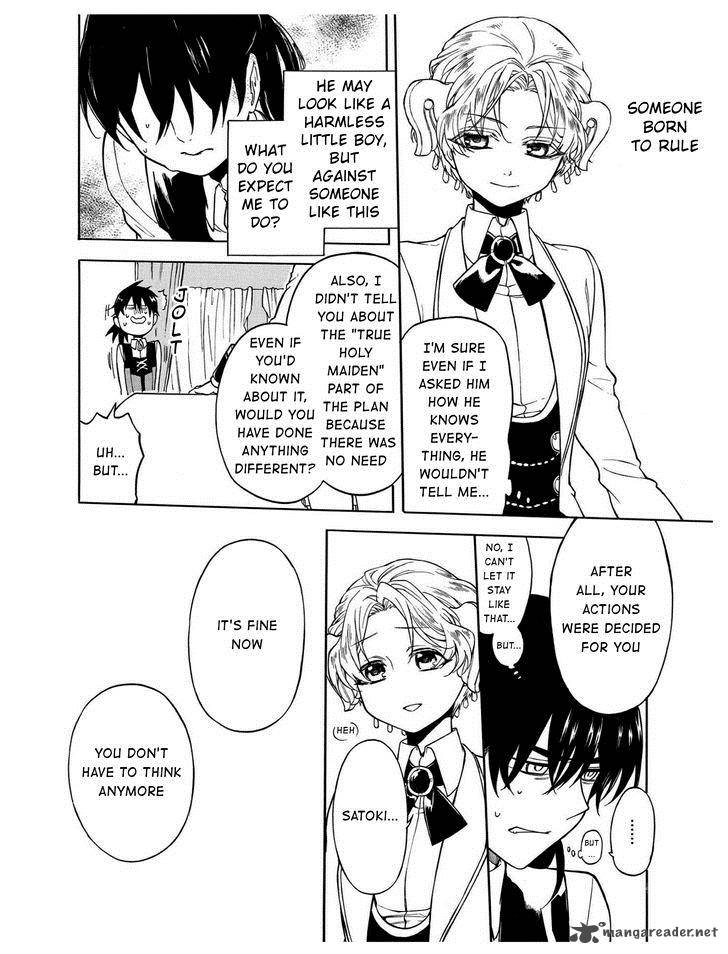 SOMEONE
BORN
TO RULE
HE MAY
LOOK LIKE A
HARMLESS
LITTLE BOY,
BUT
AGAINST
SOMEONE
LIKE THIS
WHAT
DO YOU
EXPECT
ME TO
DO?
I'M SURE
EVEN IF I
ASKED HIM
HOW HE
KNOWS
EVERY-
THING, HE
WOULDN'T
TELL ME...
ALSO, I
DIDN'T TELL
YOU ABOUT
THE "TRUE
HOLY
MAIDEN"
PART OF
THE PLAN
BECAUSE
THERE WAS
NO NEED
EVEN IF
YOU'D
KNOWN
ABOUT IT,
WOULD YOU
HAVE DONE
ANYTHING
DIFFERENT?
JOLT
UH...
BUT...
AFTER
ALL, YOUR
ACTIONS
WERE DECIDED
FOR YOU
NO, I
CAN'T
LET IT
STAY
LIKE
THAT...
BUT...
......
BUT
...
(HEH)
SATOKI...
IT'S FINE
NOW
YOU DON'T
HAVE TO THINK
ANYMORE
mangareader.net